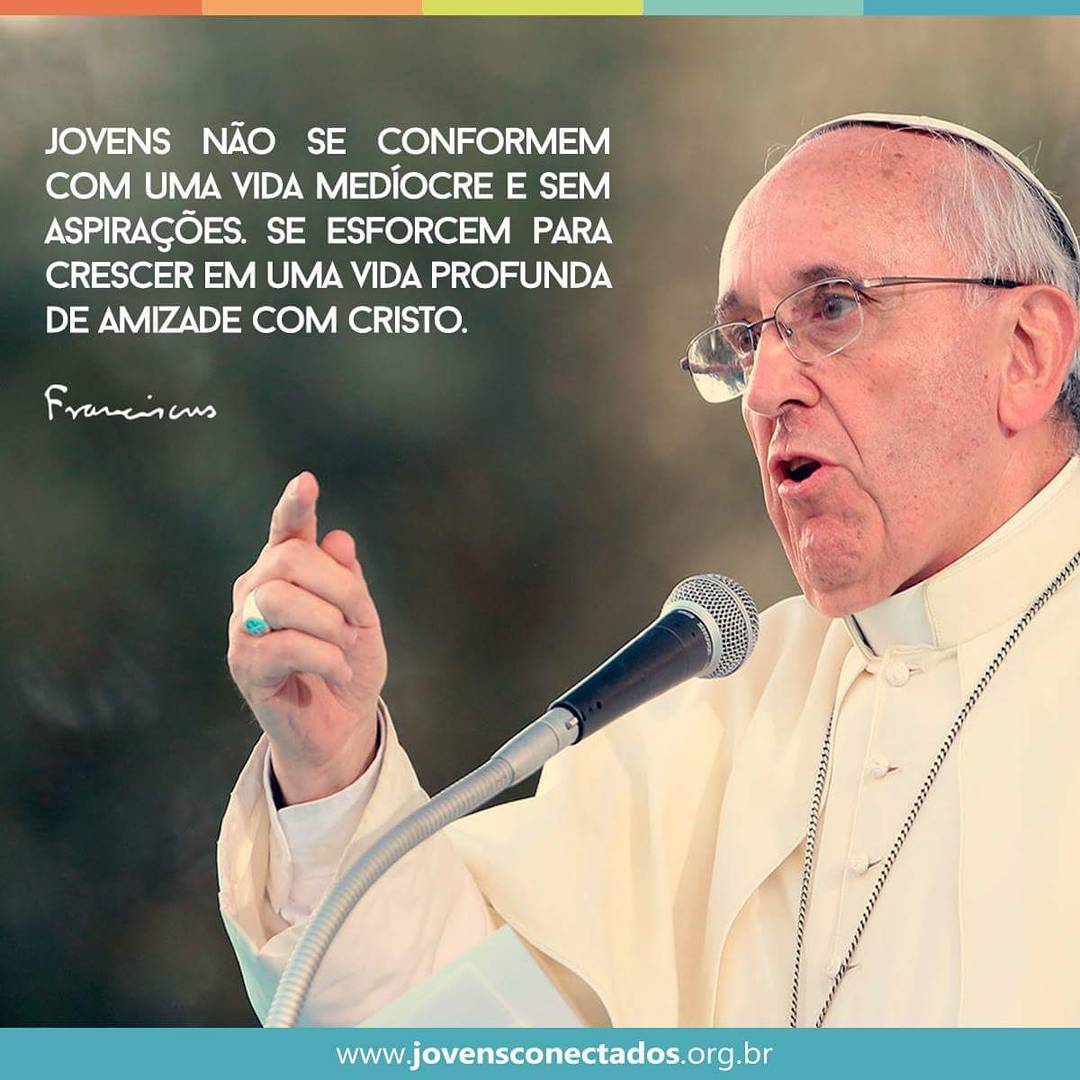 JOVENS NÃO SE CONFORMEM
COM UMA VIDA MEDÍOCRE E SEM
ASPIRAÇÕES. SE ESFORCEM PARA
CRESCER EM UMA VIDA PROFUNDA
DE AMIZADE COM CRISTO.
Franciscus
www.jovensconectados.org.br